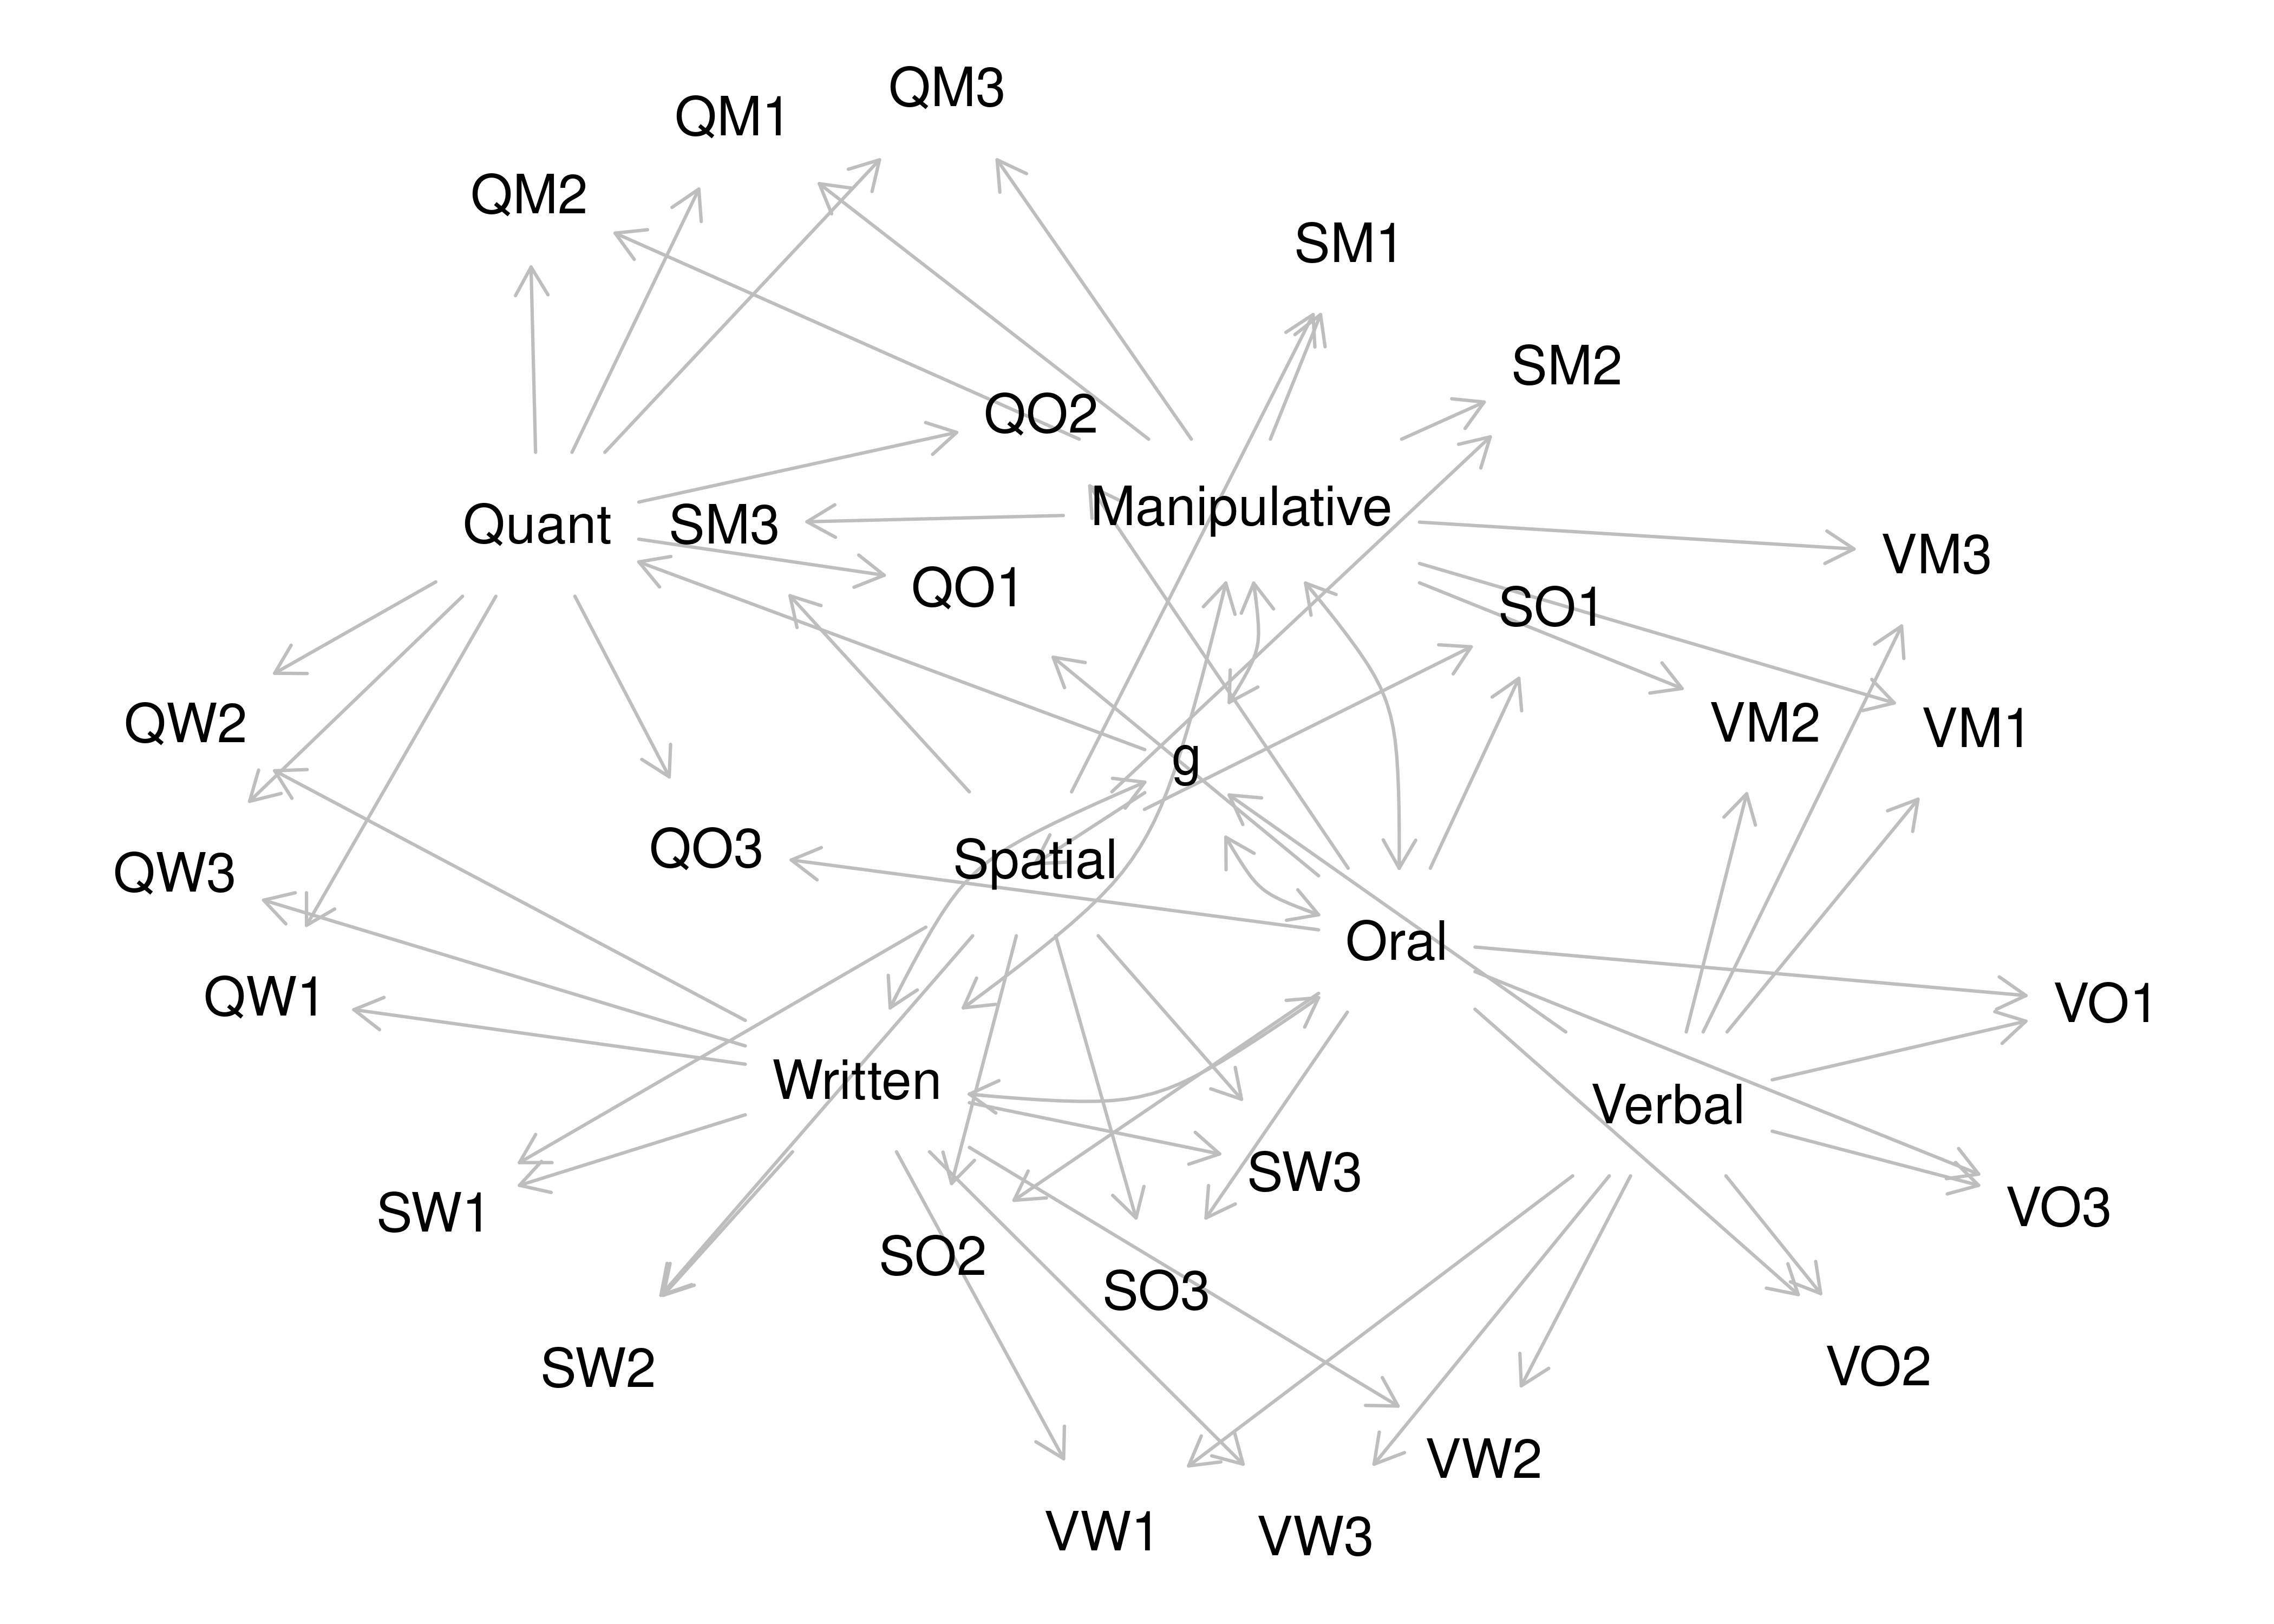 QM3
QM1
QM2
SM1
SM2
QO2
Manipulative
Quant
SM3
VM3
QO1
SO1
QW2
VM2
VM1
g
QO3
Spatial
QW3
Oral
QW1
VO1
Written
Verbal
SW3
SW1
VO3
SO2
SO3
SW2
VO2
VW2
VW1
VW3